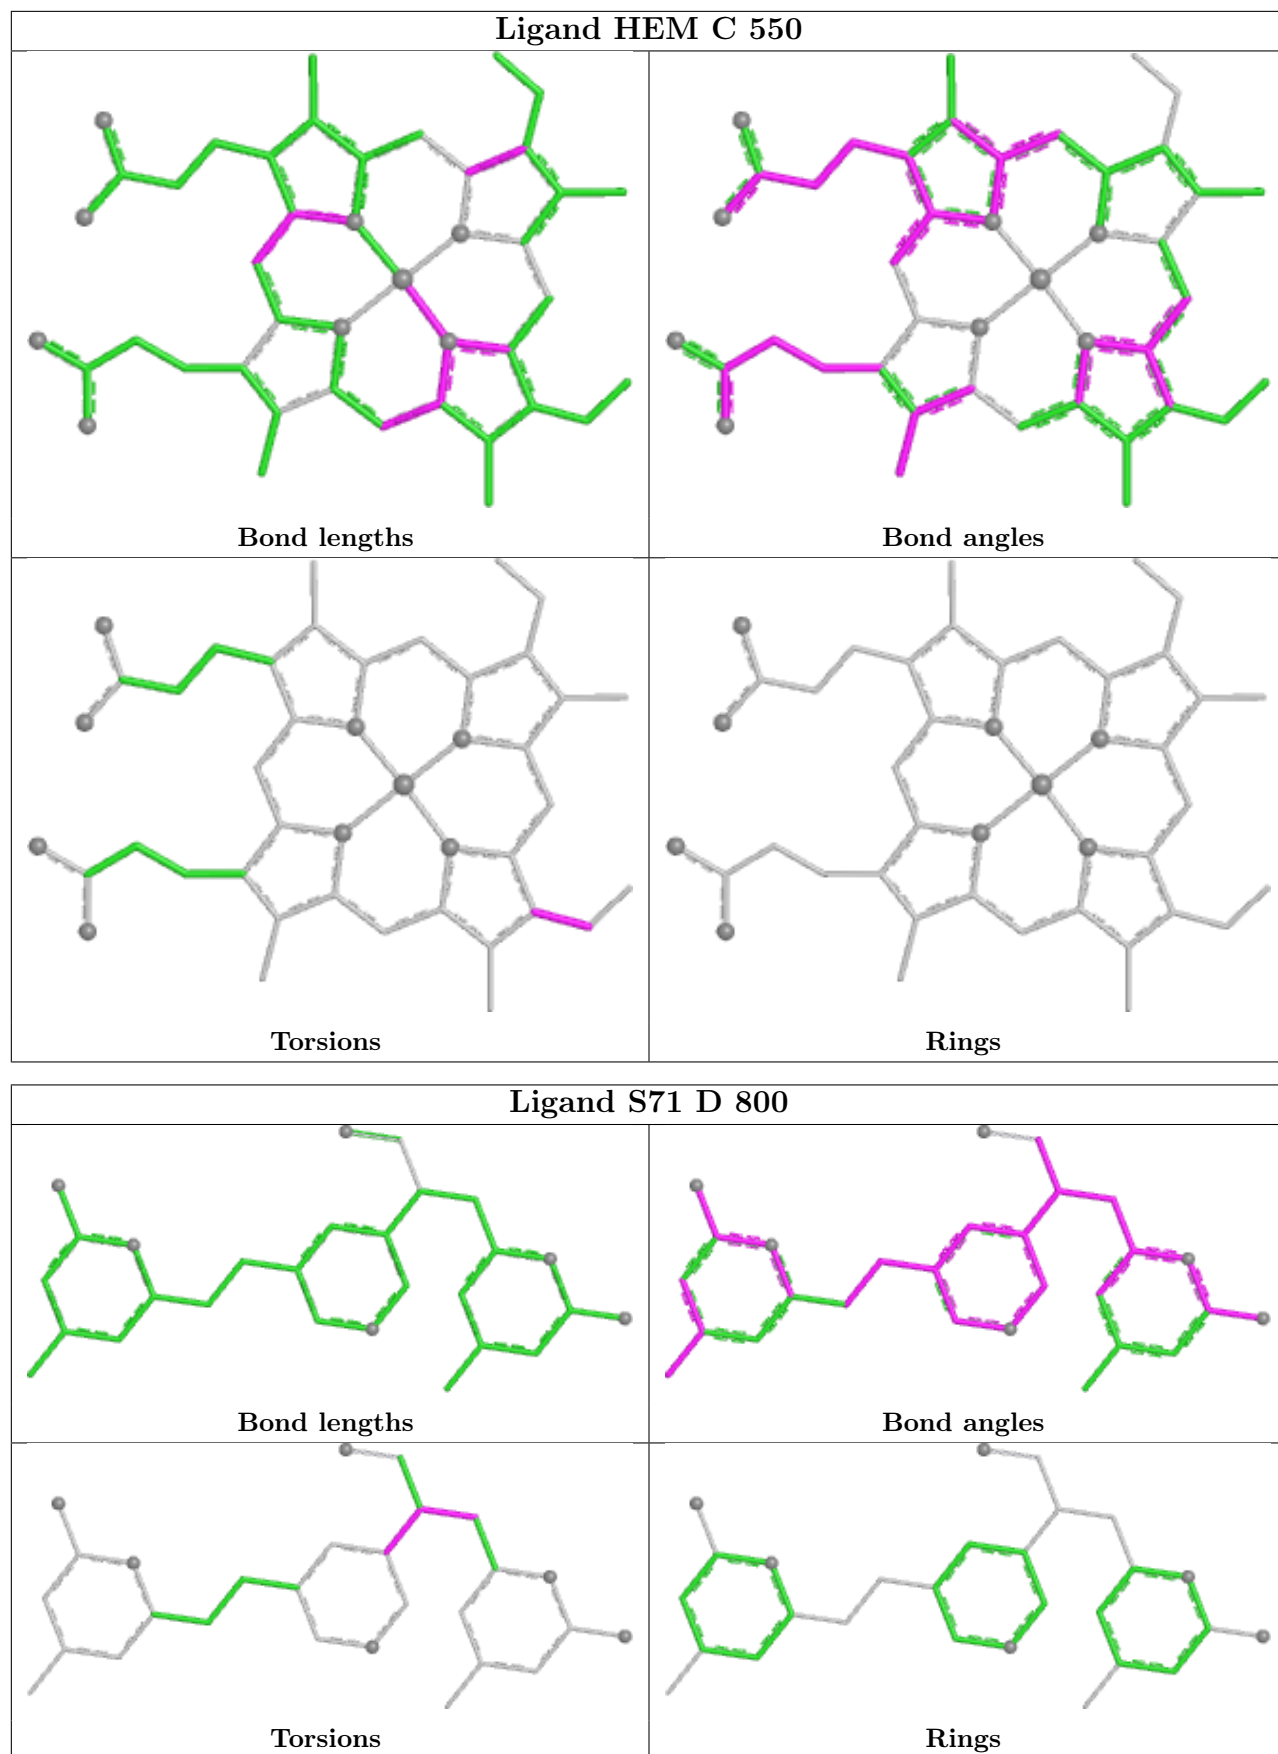 Ligand HEM C 550
Bond lengths
Bond angles
Torsions
Rings
Ligand S71 D 800
Bond lengths
Bond angles
Torsions
Rings